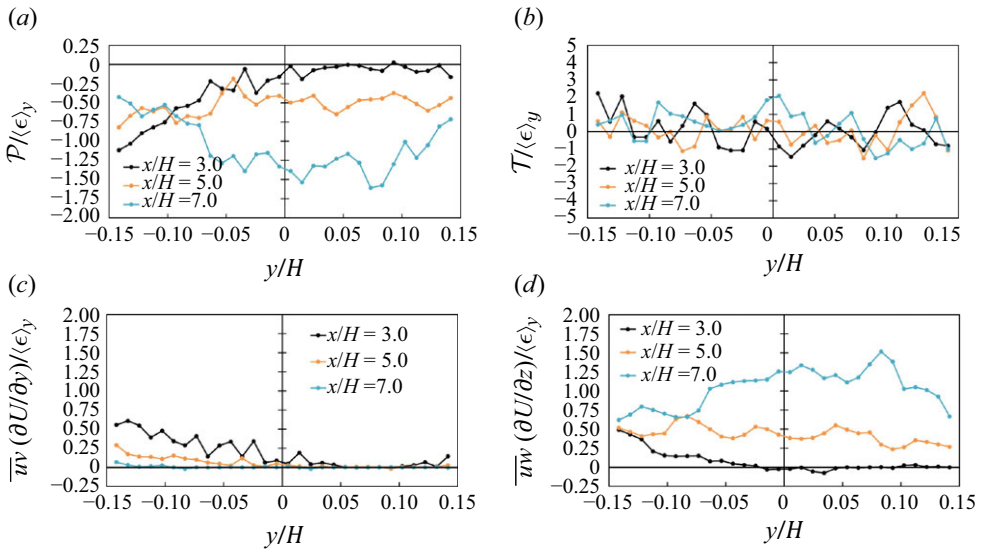 (a)
0.25
0
−0.25
−0.50
−0.75
−1.00
−1.25
−1.50
−1.75
−2.00
𝒫/⟨ϵ⟩y
x/H = 3.0
x/H = 5.0
x/H =7.0
−0.15 −0.10 −0.05 0 0.05 0.10 0.15
y/H
(b)
5
4
3
2
1
0
−1
−2
−3
−4
−5
𝒯/⟨ϵ⟩y
x/H = 3.0
x/H = 5.0
x/H =7.0
−0.15 −0.10 −0.05 0 0.05 0.10 0.15
y/H
(c)
2.00
1.75
1.50
1.25
1.00
0.75
0.50
0.25
0
−0.25
u̅v̅ (∂U/∂y)/⟨ϵ⟩y
x/H = 3.0
x/H = 5.0
x/H =7.0
−0.15 −0.10 −0.05 0 0.05 0.10 0.15
y/H
(d)
2.00
1.75
1.50
1.25
1.00
0.75
0.50
0.25
0
−0.25
u̅w̅ (∂U/∂z)/⟨ϵ⟩y
x/H = 3.0
x/H = 5.0
x/H =7.0
−0.15 −0.10 −0.05 0 0.05 0.10 0.15
y/H